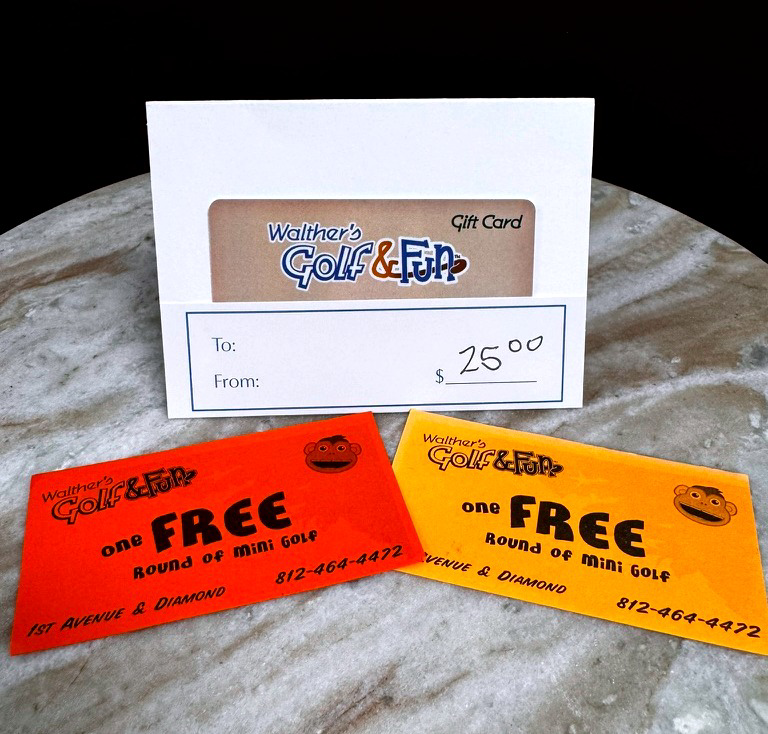 Gift Card
Walther's
Golf & Fun™
To:
From:
$ 25⁰⁰
Walther's
Golf & Fun
one FREE
Round of Mini Golf
812-464-4472
1st Avenue & Diamond
Walther's
Golf & Fun
one FREE
Round of Mini Golf
812-464-4472
Avenue & Diamond